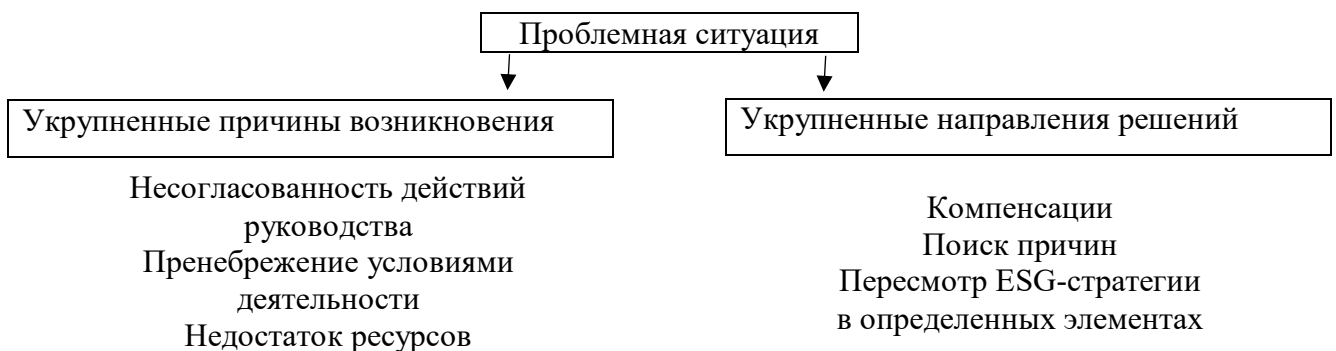 Проблемная ситуация
Укрупненные причины возникновения
Несогласованность действий
руководства
Пренебрежение условиями
деятельности
Недостаток ресурсов
Укрупненные направления решений
Компенсации
Поиск причин
Пересмотр ESG-стратегии
в определенных элементах